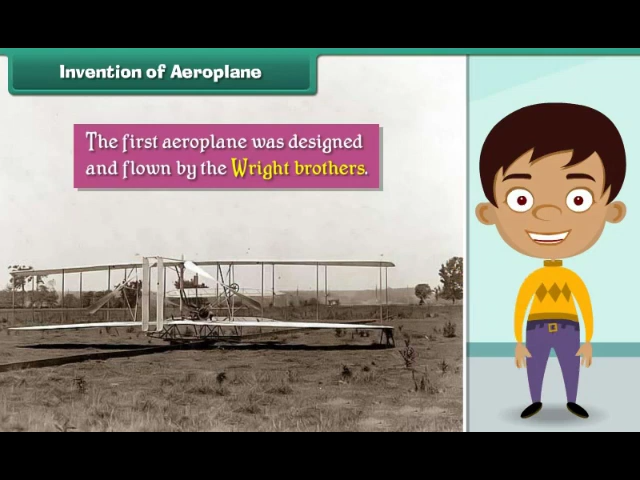 Invention of Aeroplane
The first aeroplane was designed
and flown by the Wright brothers.